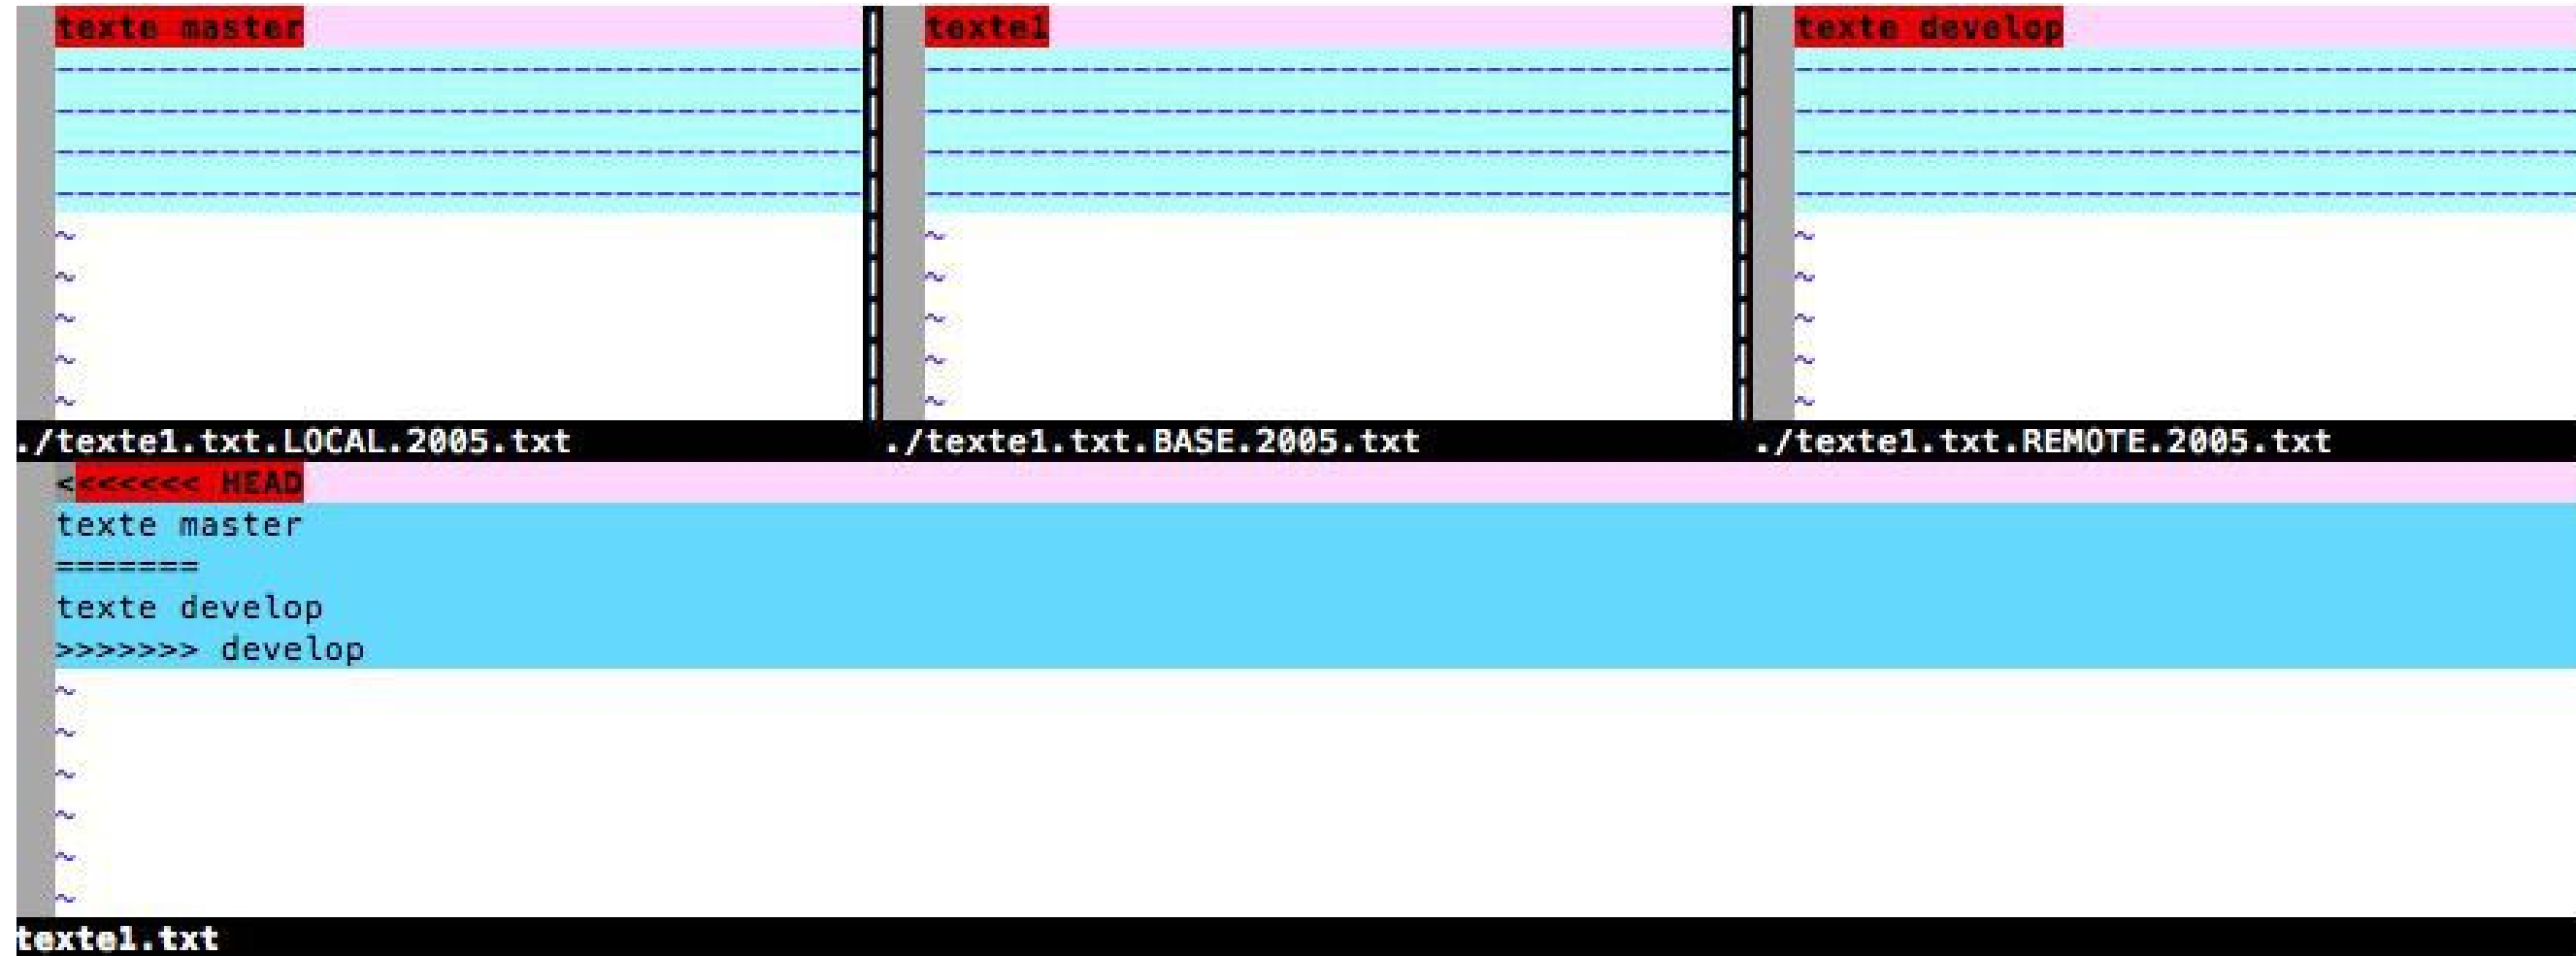 texte master
~
~
~
~
~
./texte1.txt.LOCAL.2005.txt
texte1
~
~
~
~
~
./texte1.txt.BASE.2005.txt
texte develop
~
~
~
~
~
./texte1.txt.REMOTE.2005.txt
<<<<<<< HEAD
texte master
=======
texte develop
>>>>>>> develop
~
~
~
~
~
~
texte1.txt